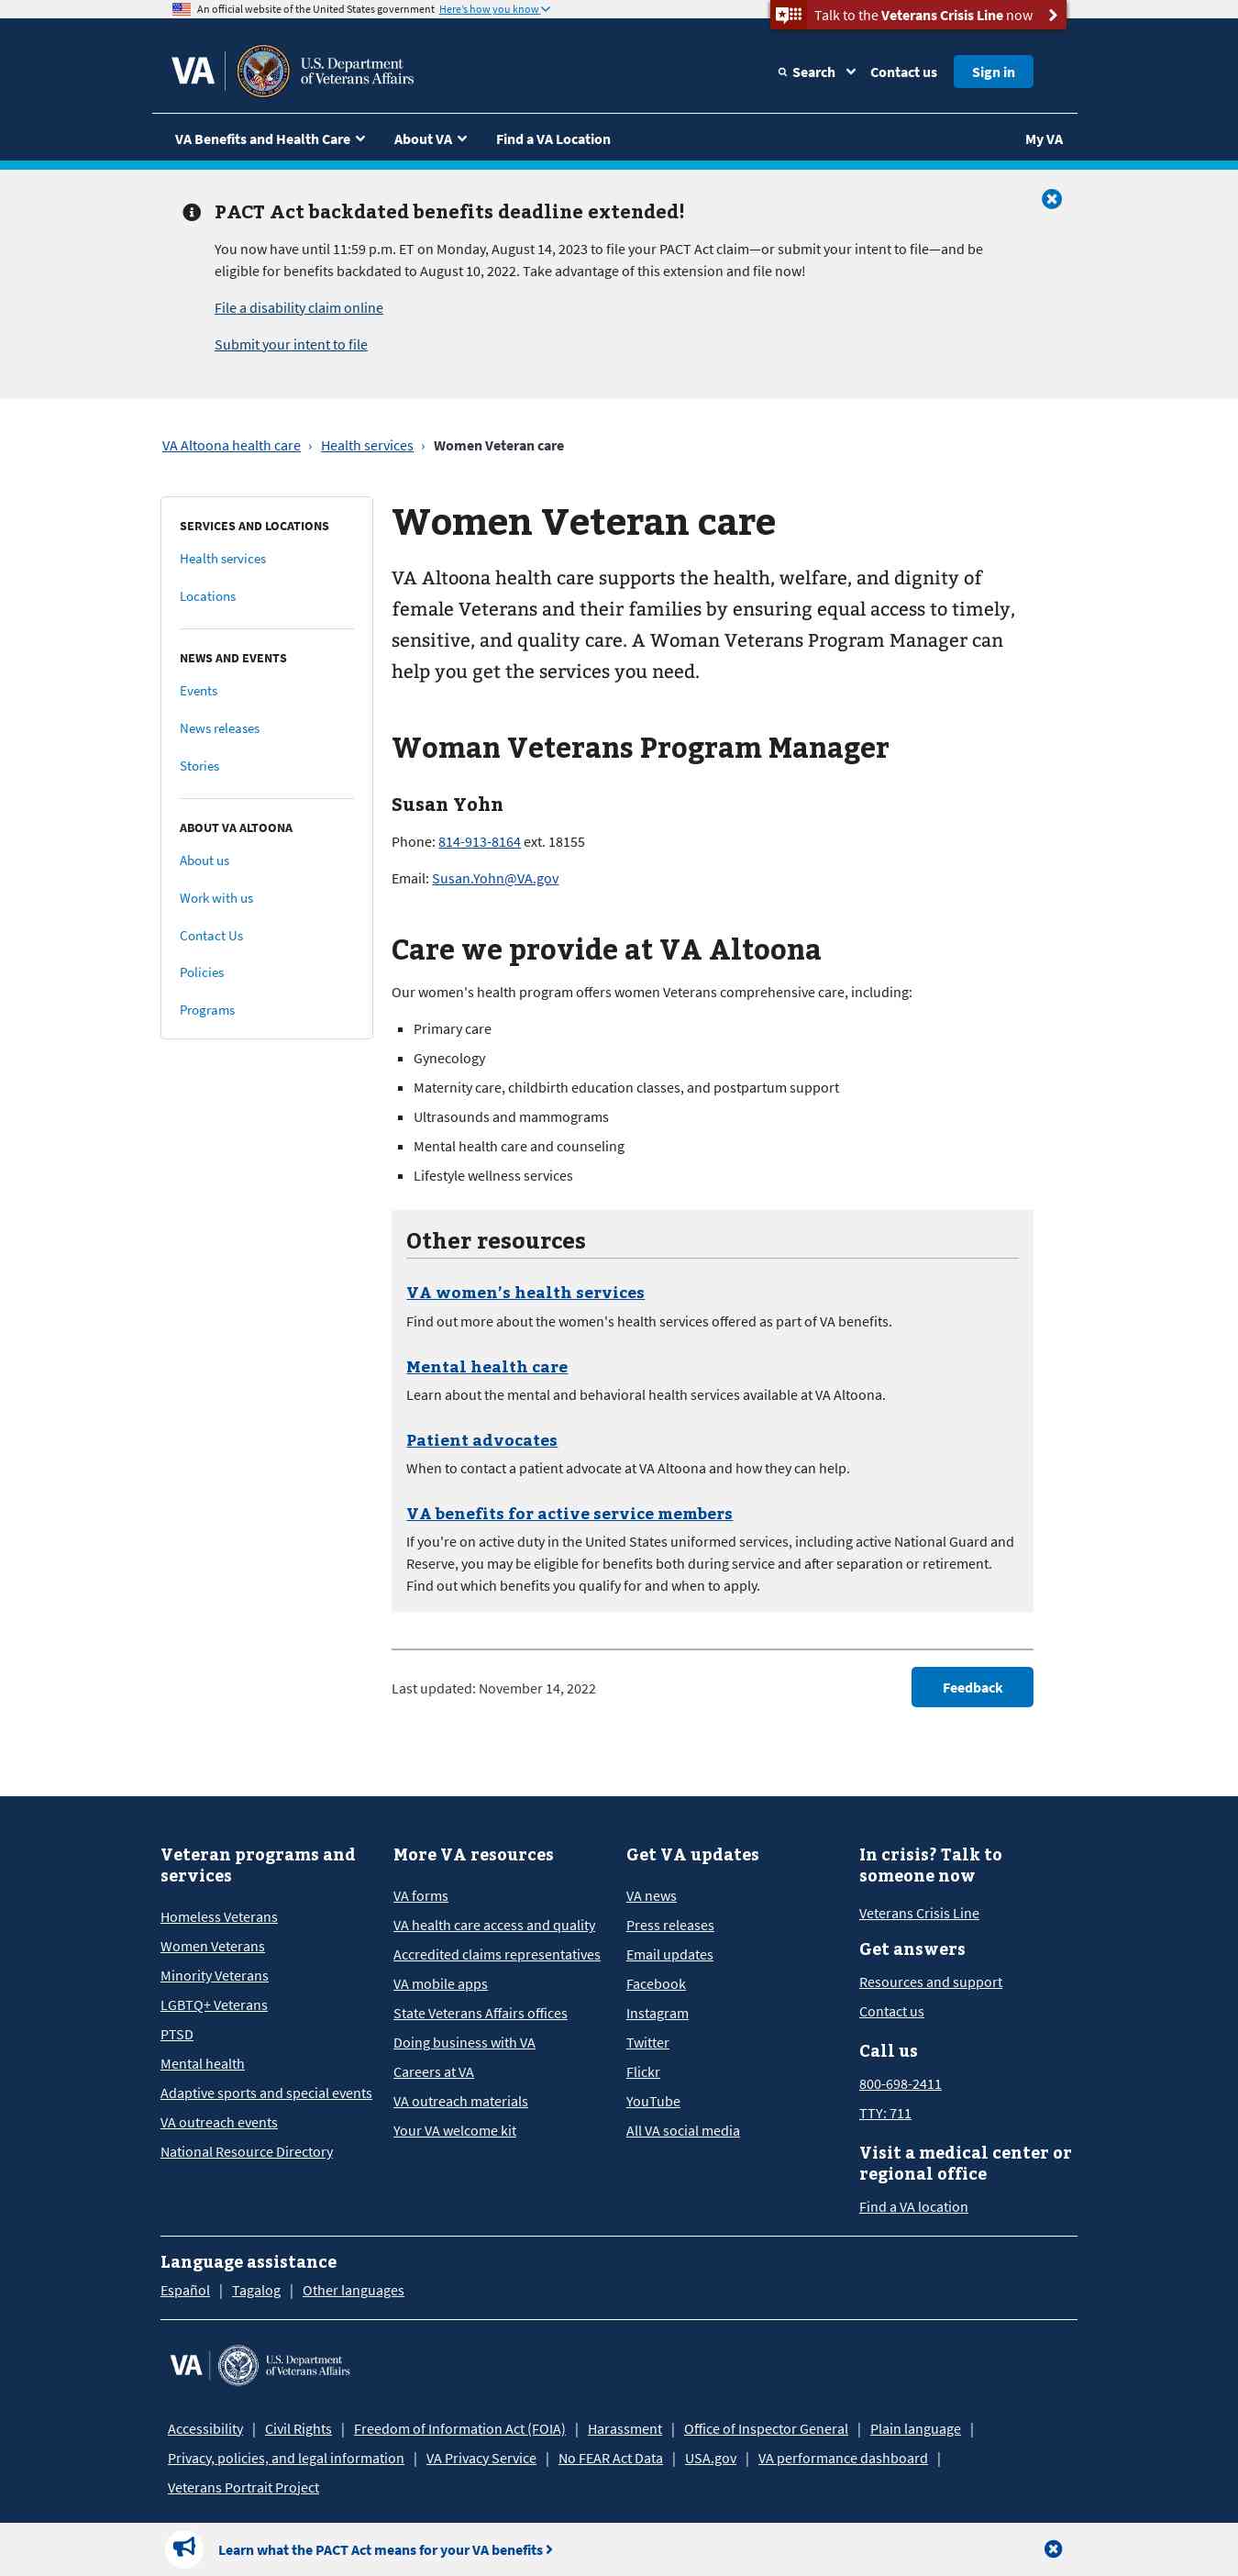 An official website of the United States government Here's how you know
Talk to the Veterans Crisis Line now
VA U.S. Department of Veterans Affairs
Search
Contact us
Sign in
VA Benefits and Health Care
About VA
Find a VA Location
My VA
PACT Act backdated benefits deadline extended!
You now have until 11:59 p.m. ET on Monday, August 14, 2023 to file your PACT Act claim—or submit your intent to file—and be
eligible for benefits backdated to August 10, 2022. Take advantage of this extension and file now!
File a disability claim online
Submit your intent to file
VA Altoona health care › Health services › Women Veteran care
SERVICES AND LOCATIONS
Health services
Locations
NEWS AND EVENTS
Events
News releases
Stories
ABOUT VA ALTOONA
About us
Work with us
Contact Us
Policies
Programs
Women Veteran care
VA Altoona health care supports the health, welfare, and dignity of
female Veterans and their families by ensuring equal access to timely,
sensitive, and quality care. A Woman Veterans Program Manager can
help you get the services you need.
Woman Veterans Program Manager
Susan Yohn
Phone: 814-913-8164 ext. 18155
Email: Susan.Yohn@VA.gov
Care we provide at VA Altoona
Our women's health program offers women Veterans comprehensive care, including:
Primary care
Gynecology
Maternity care, childbirth education classes, and postpartum support
Ultrasounds and mammograms
Mental health care and counseling
Lifestyle wellness services
Other resources
VA women’s health services
Find out more about the women's health services offered as part of VA benefits.
Mental health care
Learn about the mental and behavioral health services available at VA Altoona.
Patient advocates
When to contact a patient advocate at VA Altoona and how they can help.
VA benefits for active service members
If you're on active duty in the United States uniformed services, including active National Guard and
Reserve, you may be eligible for benefits both during service and after separation or retirement.
Find out which benefits you qualify for and when to apply.
Last updated: November 14, 2022
Feedback
Veteran programs and
services
Homeless Veterans
Women Veterans
Minority Veterans
LGBTQ+ Veterans
PTSD
Mental health
Adaptive sports and special events
VA outreach events
National Resource Directory
More VA resources
VA forms
VA health care access and quality
Accredited claims representatives
VA mobile apps
State Veterans Affairs offices
Doing business with VA
Careers at VA
VA outreach materials
Your VA welcome kit
Get VA updates
VA news
Press releases
Email updates
Facebook
Instagram
Twitter
Flickr
YouTube
All VA social media
In crisis? Talk to
someone now
Veterans Crisis Line
Get answers
Resources and support
Contact us
Call us
800-698-2411
TTY: 711
Visit a medical center or
regional office
Find a VA location
Language assistance
Español | Tagalog | Other languages
VA U.S. Department of Veterans Affairs
Accessibility | Civil Rights | Freedom of Information Act (FOIA) | Harassment | Office of Inspector General | Plain language |
Privacy, policies, and legal information | VA Privacy Service | No FEAR Act Data | USA.gov | VA performance dashboard |
Veterans Portrait Project
Learn what the PACT Act means for your VA benefits